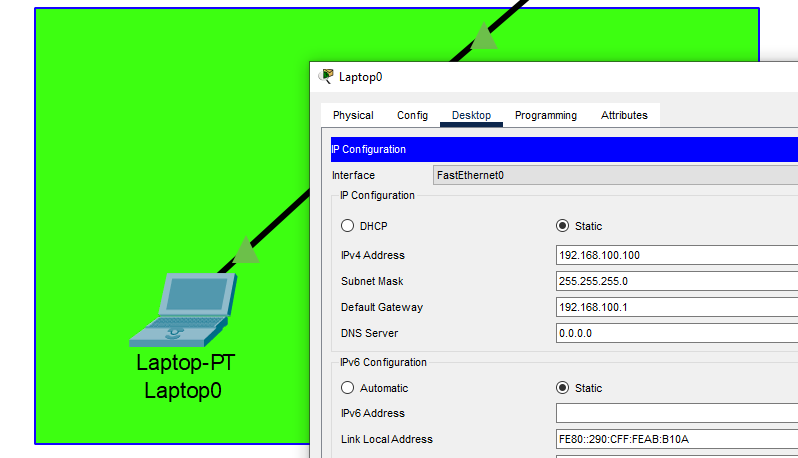 Laptop0
Physical Config Desktop Programming Attributes
IP Configuration
Interface FastEthernet0
IP Configuration
DHCP Static
IPv4 Address 192.168.100.100
Subnet Mask 255.255.255.0
Default Gateway 192.168.100.1
DNS Server 0.0.0.0
IPv6 Configuration
Automatic Static
IPv6 Address
Link Local Address FE80::290:CFF:FEAB:B10A
Laptop-PT
Laptop0